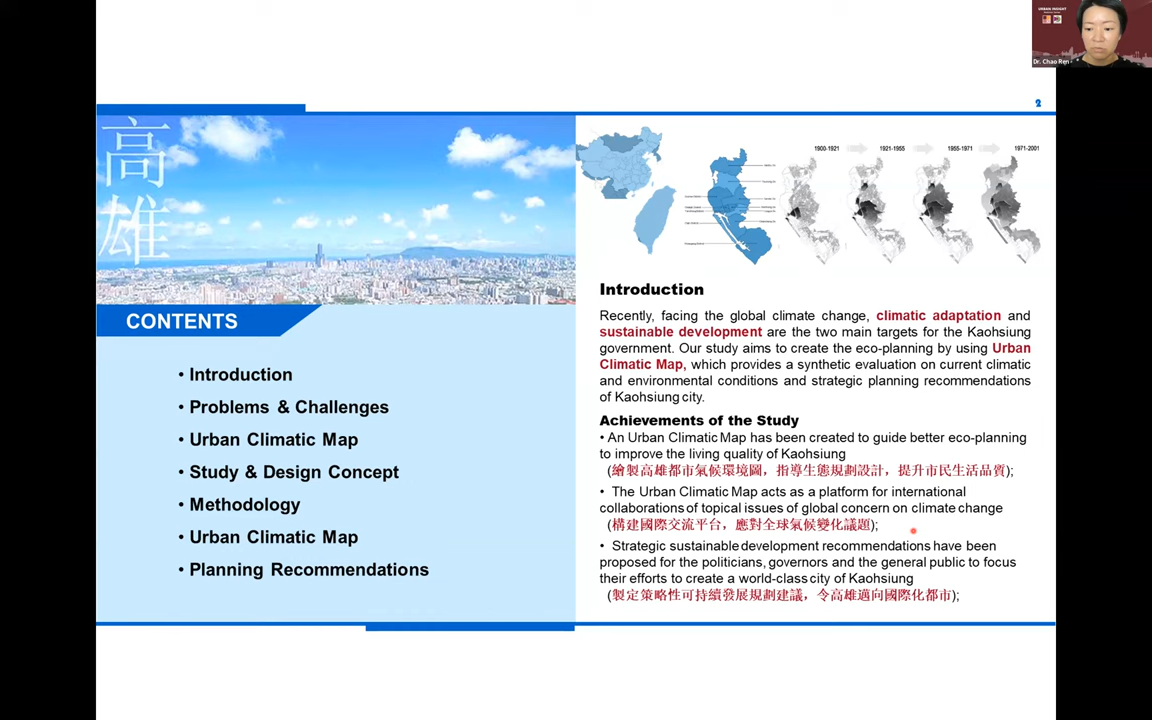 URBAN INSIGHT
Dr. Chao Ren
2
高
雄
CONTENTS
• Introduction
• Problems & Challenges
• Urban Climatic Map
• Study & Design Concept
• Methodology
• Urban Climatic Map
• Planning Recommendations
1900-1921
1921-1955
1955-1971
1971-2001
Introduction
Recently, facing the global climate change, climatic adaptation and
sustainable development are the two main targets for the Kaohsiung
government. Our study aims to create the eco-planning by using Urban
Climatic Map, which provides a synthetic evaluation on current climatic
and environmental conditions and strategic planning recommendations
of Kaohsiung city.
Achievements of the Study
• An Urban Climatic Map has been created to guide better eco-planning
to improve the living quality of Kaohsiung
(繪製高雄都市氣候環境圖，指導生態規劃設計，提升市民生活品質);
• The Urban Climatic Map acts as a platform for international
collaborations of topical issues of global concern on climate change
(構建國際交流平台，應對全球氣候變化議題);
• Strategic sustainable development recommendations have been
proposed for the politicians, governors and the general public to focus
their efforts to create a world-class city of Kaohsiung
(製定策略性可持續發展規劃建議，令高雄邁向國際化都市);